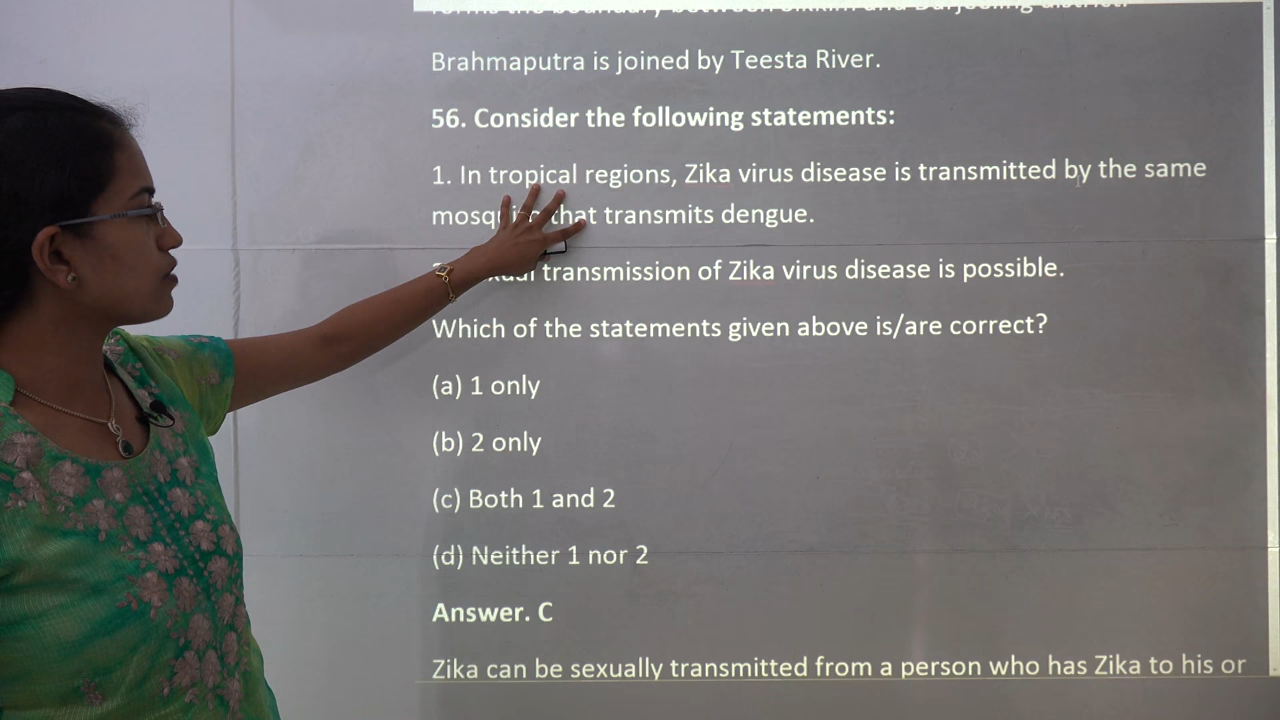 Brahmaputra is joined by Teesta River.
56. Consider the following statements:
1. In tropical regions, Zika virus disease is transmitted by the same
that transmits dengue.
transmission of Zika virus disease is possible.
Which of the statements given above is/are correct?
(a) 1 only
(b) 2 only
(c) Both 1 and 2
(d) Neither 1 nor 2
Answer. C
Zika can be sexually transmitted from a person who has Zika to his or